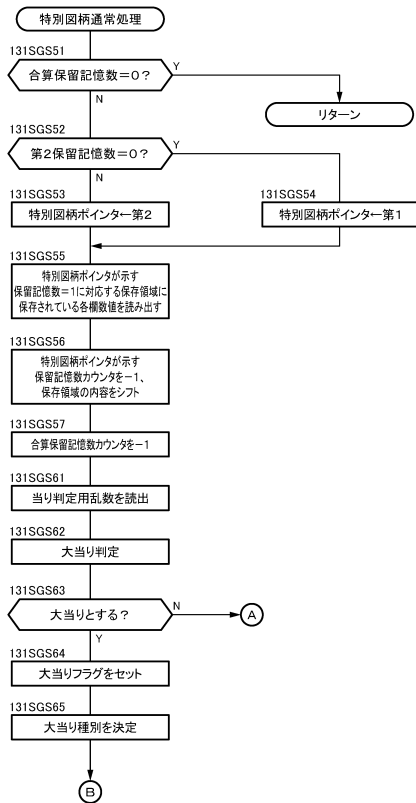 特別図柄通常処理
131SGS51
合算保留記憶数=0?
Y
N
リターン
131SGS52
第2保留記憶数=0?
Y
N
131SGS53
特別図柄ポインタ←第2
131SGS54
特別図柄ポインタ←第1
131SGS55
特別図柄ポインタが示す
保留記憶数=1に対応する保存領域に
保存されている各欄数値を読み出す
131SGS56
特別図柄ポインタが示す
保留記憶数カウンタを-1、
保存領域の内容をシフト
131SGS57
合算保留記憶数カウンタを-1
131SGS61
当り判定用乱数を読出
131SGS62
大当り判定
131SGS63
大当りとする?
N
A
Y
131SGS64
大当りフラグをセット
131SGS65
大当り種別を決定
B